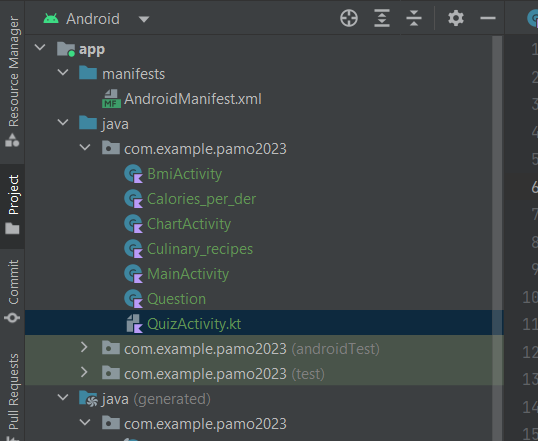 Resource Manager
Project
Commit
Pull Requests
Android
app
manifests
MF
AndroidManifest.xml
java
com.example.pamo2023
BmiActivity
Calories_per_der
ChartActivity
Culinary_recipes
MainActivity
Question
QuizActivity.kt
com.example.pamo2023 (androidTest)
com.example.pamo2023 (test)
java (generated)
com.example.pamo2023
1
2
3
4
5
6
7
8
9
10
11
12
13
14
15